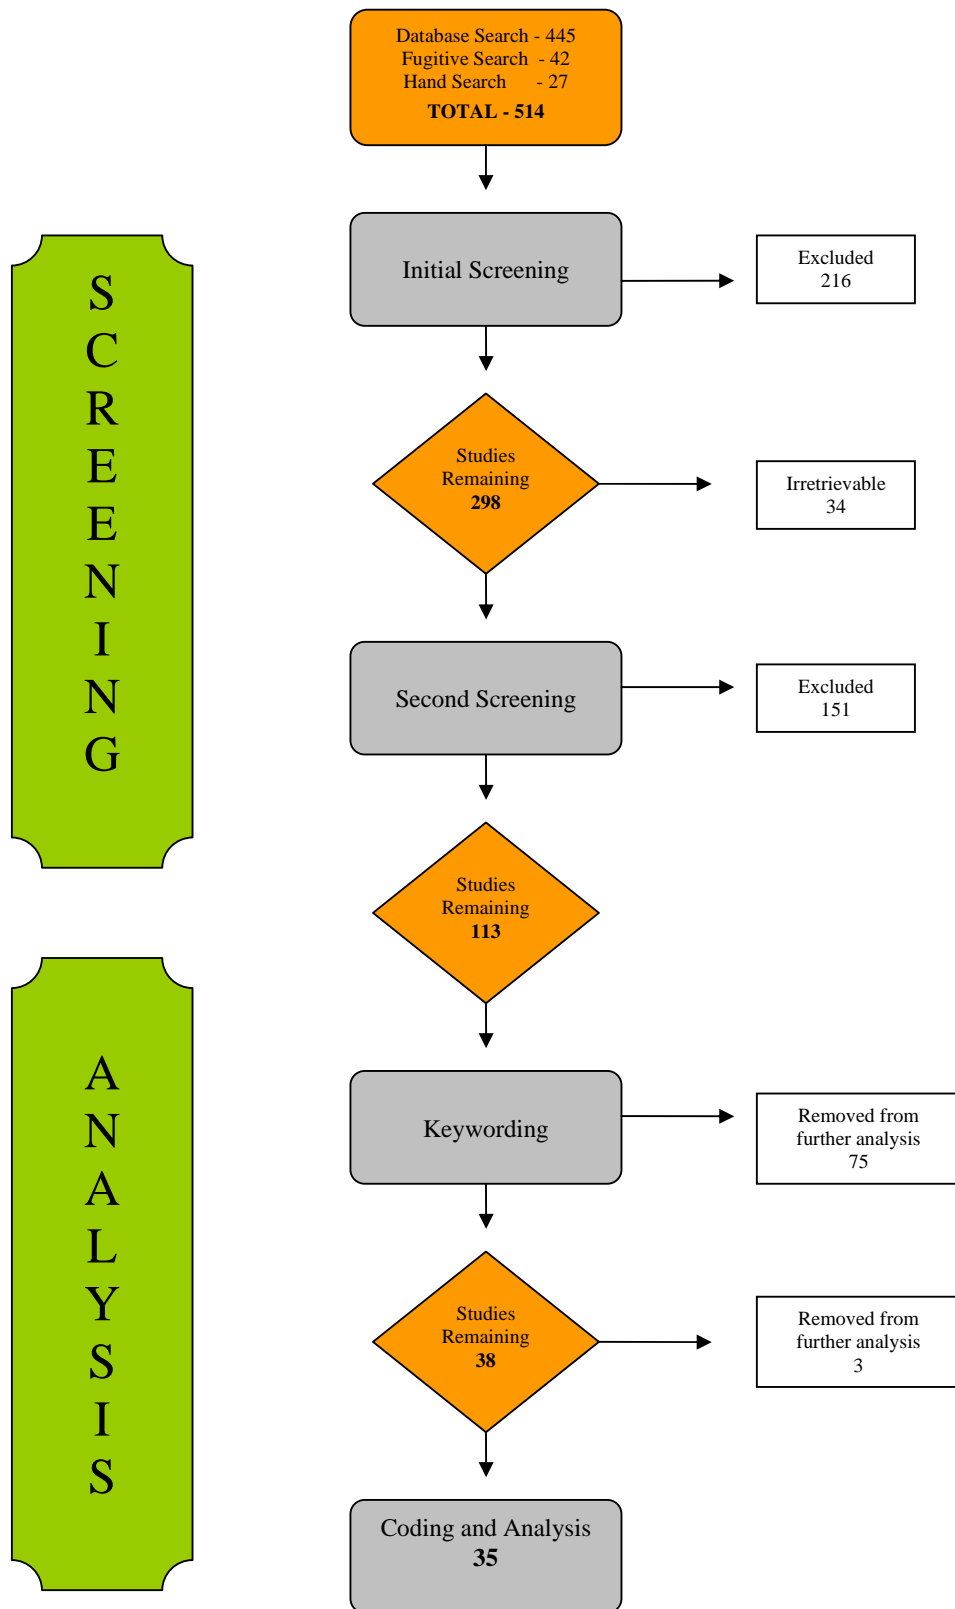 Database Search - 445
Fugitive Search - 42
Hand Search - 27
TOTAL - 514
SCREENING
Initial Screening
Excluded
216
Studies
Remaining
298
Irretrievable
34
Second Screening
Excluded
151
Studies
Remaining
113
ANALYSIS
Keywording
Removed from
further analysis
75
Studies
Remaining
38
Removed from
further analysis
3
Coding and Analysis
35